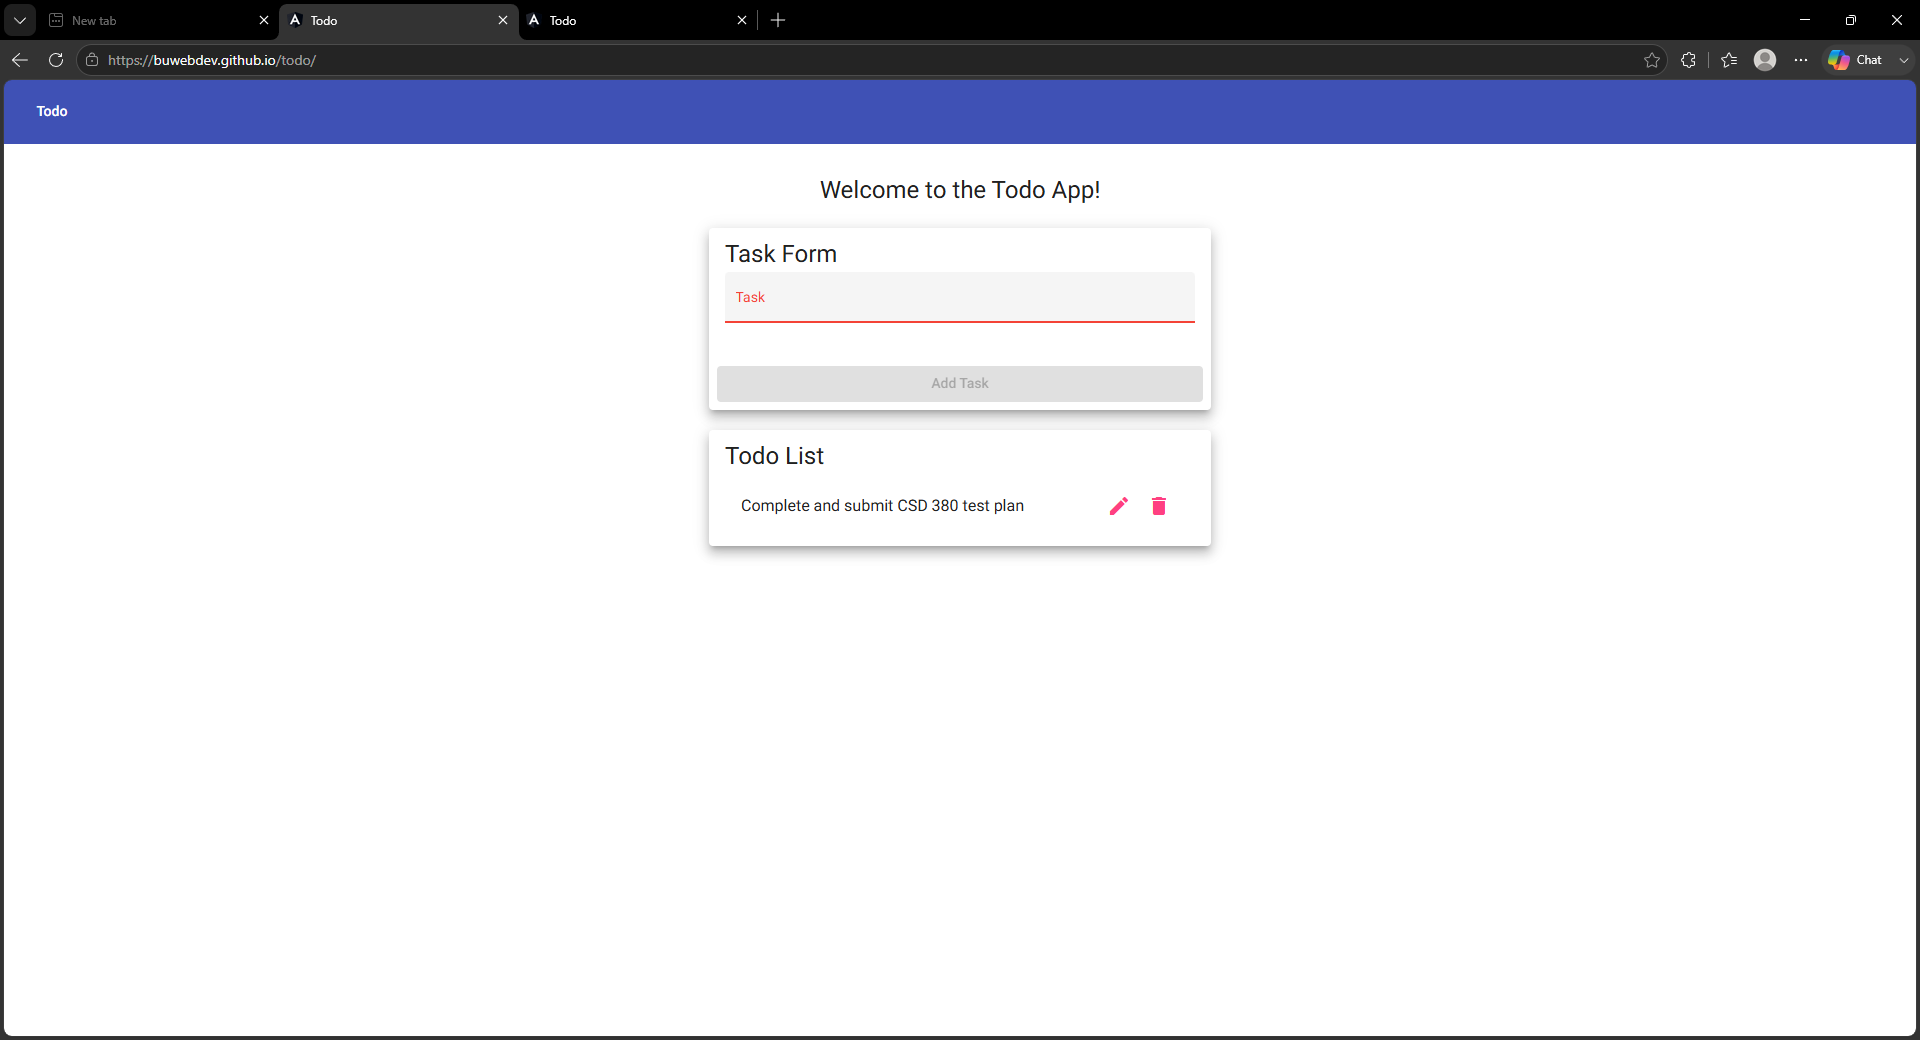 New tab
Todo
Todo
https://buwebdev.github.io/todo/
Chat
Todo
Welcome to the Todo App!
Task Form
Task
Add Task
Todo List
Complete and submit CSD 380 test plan